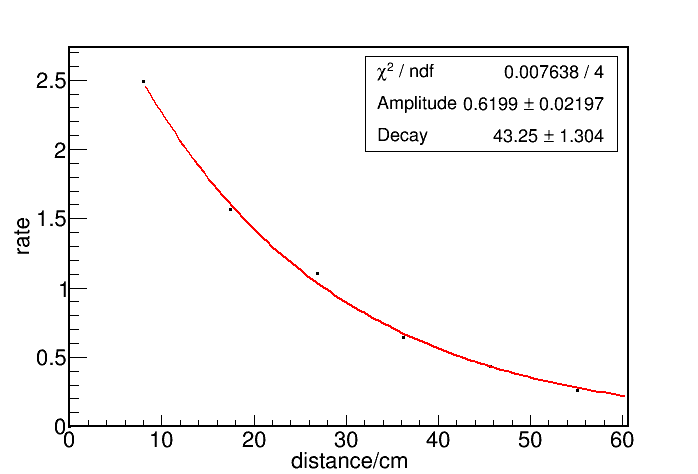 χ² / ndf 0.007638 / 4
Amplitude 0.6199 ± 0.02197
Decay 43.25 ± 1.304
2.5
2
1.5
1
0.5
0
0 10 20 30 40 50 60
rate
distance/cm